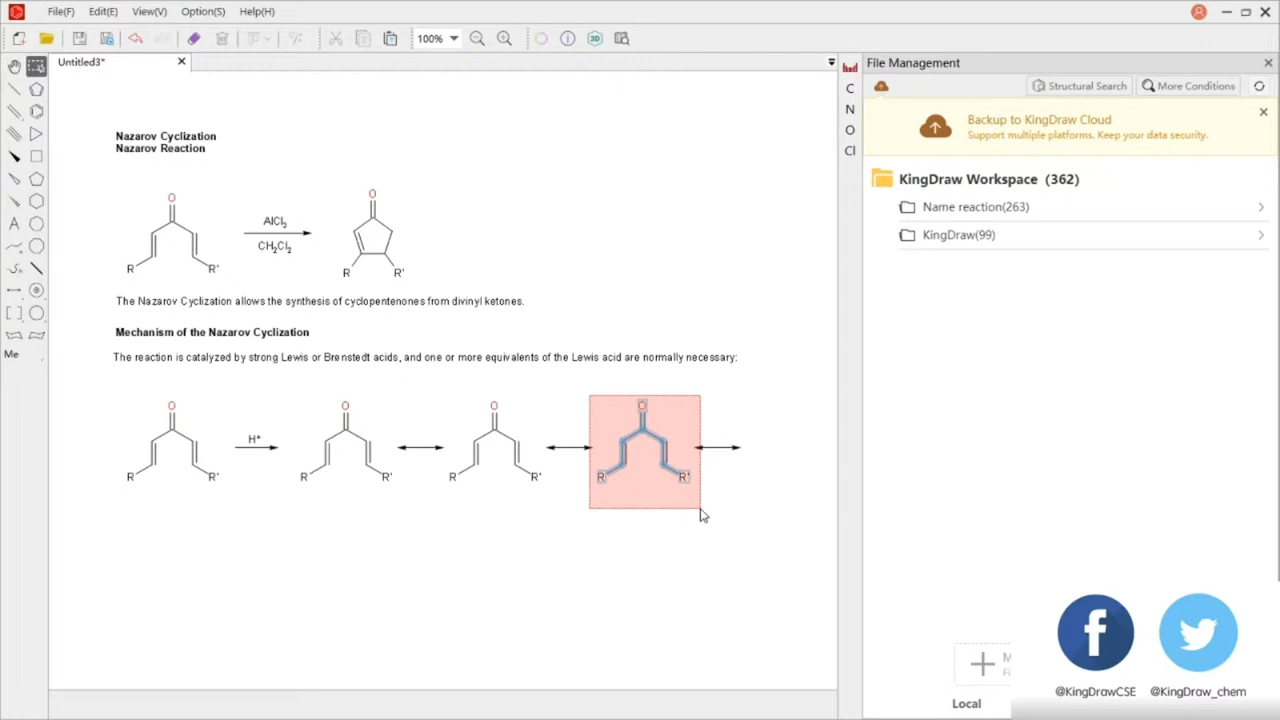 File(F) Edit(E) View(V) Option(S) Help(H)
100%
Untitled3*
File Management
Structural Search
More Conditions
Backup to KingDraw Cloud
Support multiple platforms. Keep your data security.
KingDraw Workspace (362)
Name reaction(263)
KingDraw(99)
C
N
O
Cl
A
Me
3D
Nazarov Cyclization
Nazarov Reaction
O
R
R'
AlCl3
CH2Cl2
O
R
R'
The Nazarov Cyclization allows the synthesis of cyclopentenones from divinyl ketones.
Mechanism of the Nazarov Cyclization
The reaction is catalyzed by strong Lewis or Brønstedt acids, and one or more equivalents of the Lewis acid are normally necessary:
O
R
R'
H+
O
R
R'
O
R
R'
O
R
R'
Local
@KingDrawCSE
@KingDraw_chem